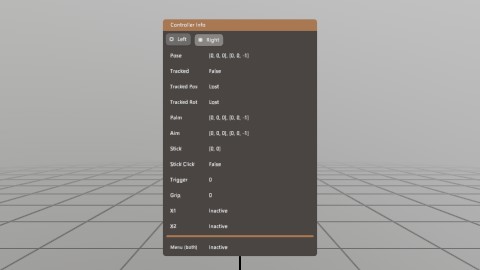 Controller Info
Left Right
Pose [0, 0, 0], [0, 0, -1]
Tracked False
Tracked Pos Lost
Tracked Rot Lost
Palm [0, 0, 0], [0, 0, -1]
Aim [0, 0, 0], [0, 0, -1]
Stick [0, 0]
Stick Click False
Trigger 0
Grip 0
X1 Inactive
X2 Inactive
Menu (both) Inactive